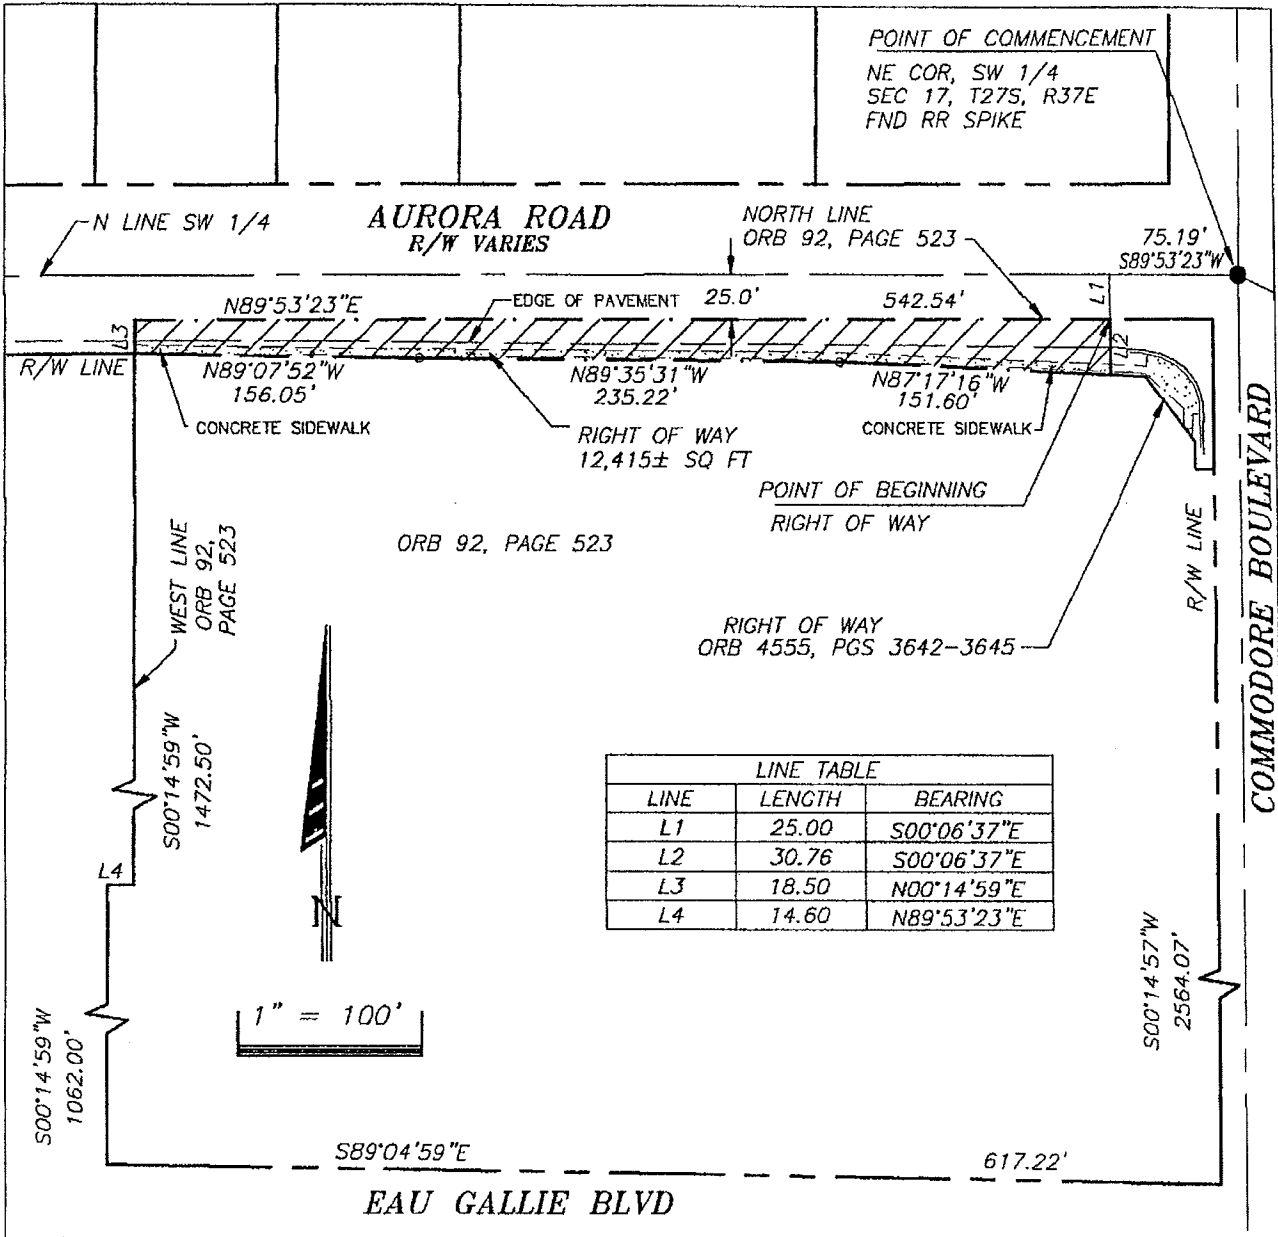 POINT OF COMMENCEMENT
NE COR, SW 1/4
SEC 17, T27S, R37E
FND RR SPIKE
N LINE SW 1/4
AURORA ROAD
R/W VARIES
NORTH LINE
ORB 92, PAGE 523
75.19'
S89°53'23"W
N89°53'23"E
EDGE OF PAVEMENT
25.0'
542.54'
L1
L3
L2
R/W LINE
N89°07'52"W
156.05'
N89°35'31"W
235.22'
N87°17'16"W
151.60'
CONCRETE SIDEWALK
RIGHT OF WAY
12,415± SQ FT
CONCRETE SIDEWALK
POINT OF BEGINNING
RIGHT OF WAY
ORB 92, PAGE 523
WEST LINE
ORB 92,
PAGE 523
R/W LINE
COMMODORE BOULEVARD
RIGHT OF WAY
ORB 4555, PGS 3642-3645
S00°14'59"W
1472.50'
LINE TABLE
LINE LENGTH BEARING
L1 25.00 S00°06'37"E
L2 30.76 S00°06'37"E
L3 18.50 N00°14'59"E
L4 14.60 N89°53'23"E
L4
N
1" = 100'
S00°14'59"W
1062.00'
S00°14'57"W
2564.07'
S89°04'59"E
617.22'
EAU GALLIE BLVD